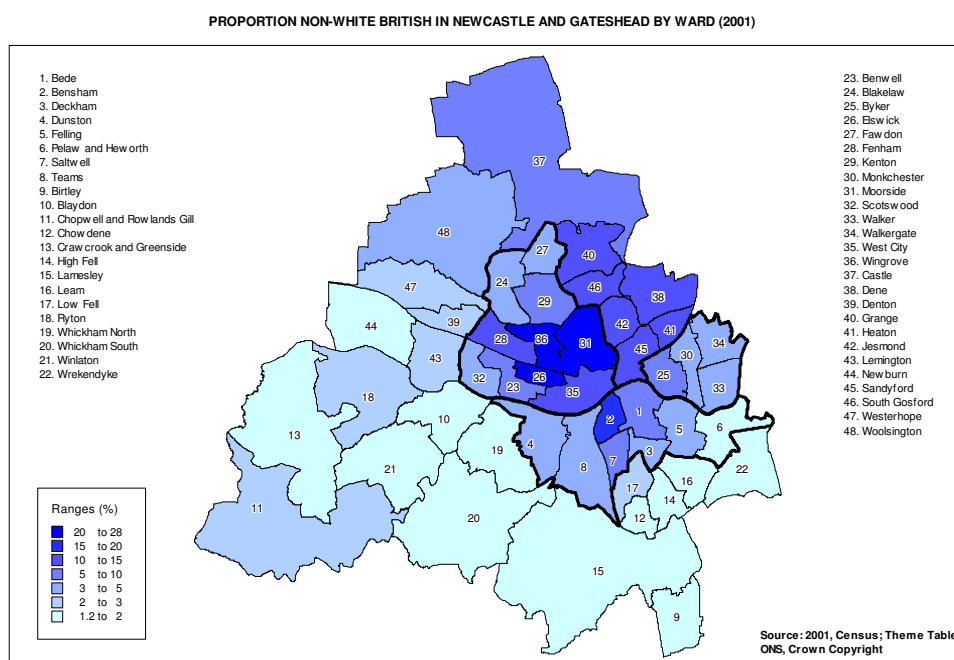 PROPORTION NON-WHITE BRITISH IN NEWCASTLE AND GATESHEAD BY WARD (2001)
1. Bede
2. Bensham
3. Deckham
4. Dunston
5. Felling
6. Pelaw and Heworth
7. Saltwell
8. Teams
9. Birtley
10. Blaydon
11. Chopwell and Rowlands Gill
12. Chowdene
13. Crawcrook and Greenside
14. High Fell
15. Lamesley
16. Leam
17. Low Fell
18. Ryton
19. Whickham North
20. Whickham South
21. Winlaton
22. Wrekendyke
23. Benwell
24. Blakelaw
25. Byker
26. Elswick
27. Fawdon
28. Fenham
29. Kenton
30. Monkchester
31. Moorside
32. Scotswood
33. Walker
34. Walkergate
35. West City
36. Wingrove
37. Castle
38. Dene
39. Denton
40. Grange
41. Heaton
42. Jesmond
43. Lemington
44. Newburn
45. Sandyford
46. South Gosford
47. Westerhope
48. Woolsington
37
48
27
40
24
46
47
29
38
39
42
44
41
36
31
28
34
45
30
43
32
26
25
23
33
35
18
10
2
1
5
6
13
4
3
19
7
8
21
22
16
17
14
11
20
12
15
9
Ranges (%)
20 to 28
15 to 20
10 to 15
5 to 10
3 to 5
2 to 3
1.2 to 2
Source: 2001, Census; Theme Table
ONS, Crown Copyright